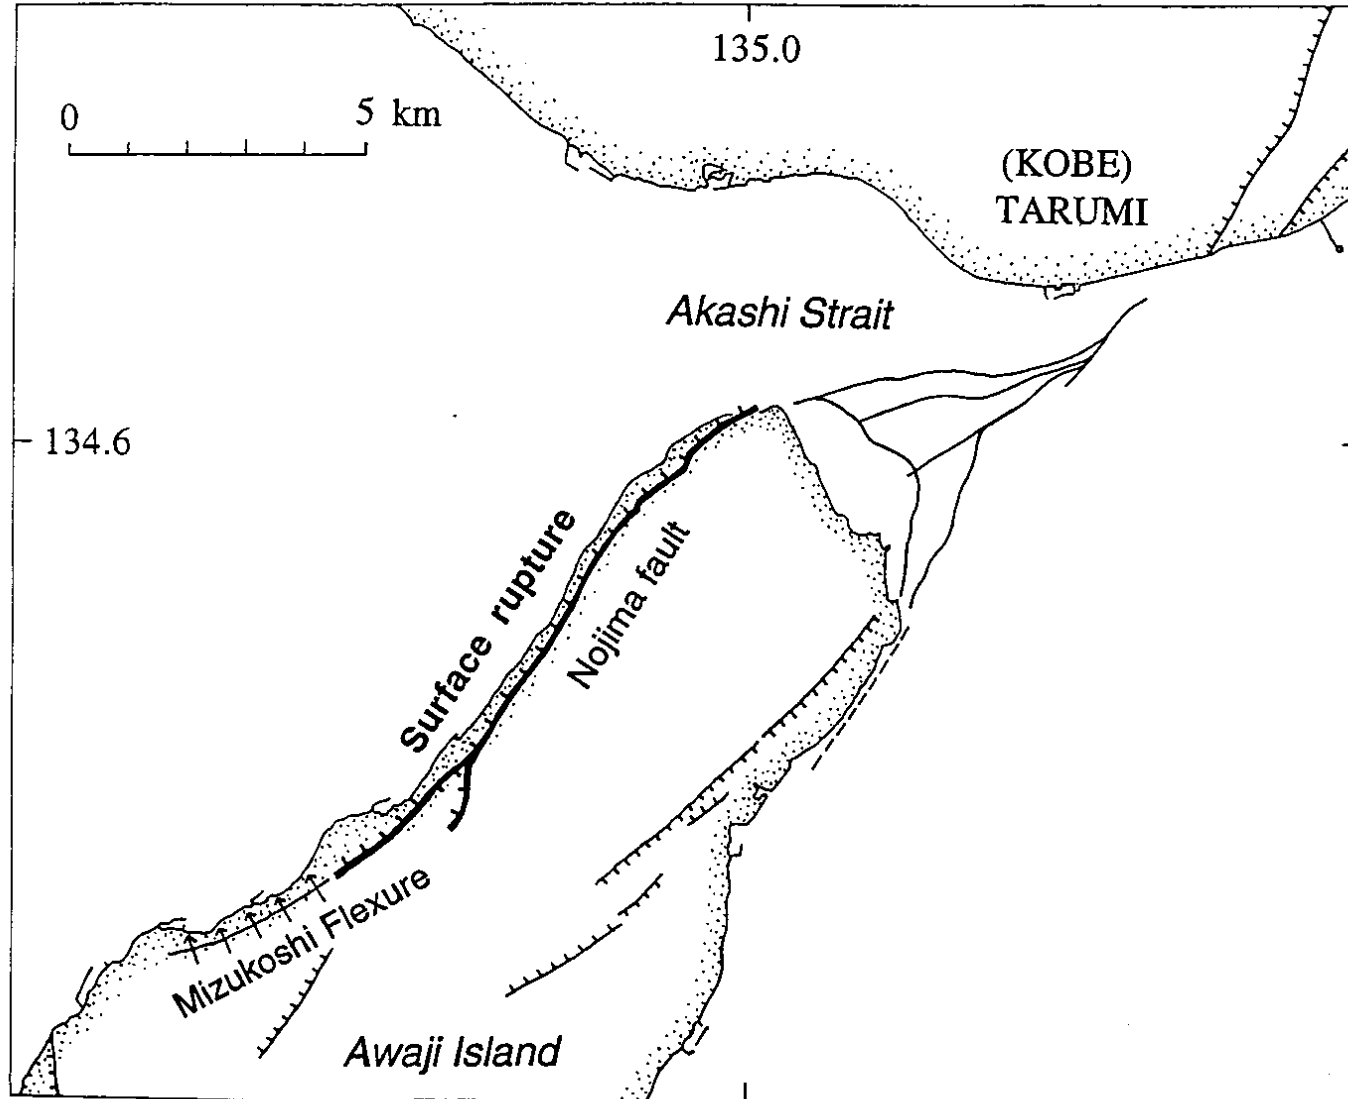 135.0
0 5 km
(KOBE)
TARUMI
Akashi Strait
134.6
Surface rupture
Nojima fault
Mizukoshi Flexure
Awaji Island